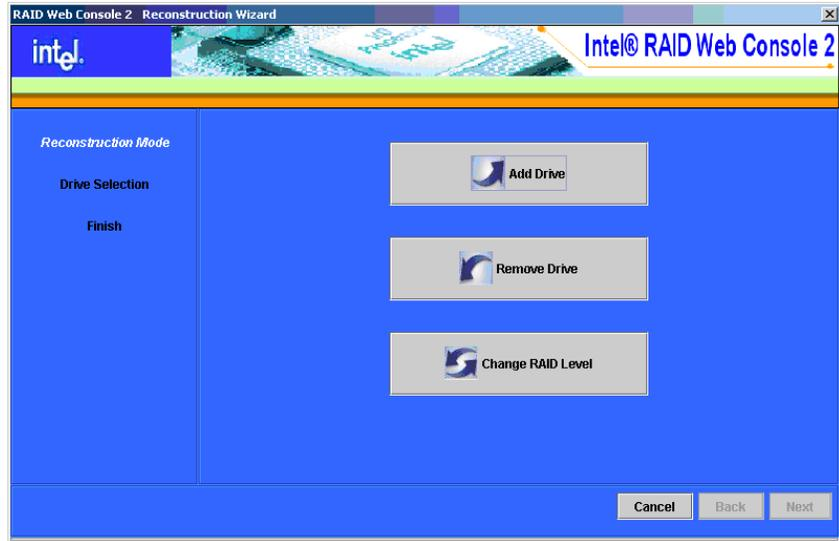 RAID Web Console 2 Reconstruction Wizard
intel.
Intel® RAID Web Console 2
Reconstruction Mode
Drive Selection
Finish
Add Drive
Remove Drive
Change RAID Level
Cancel
Back
Next